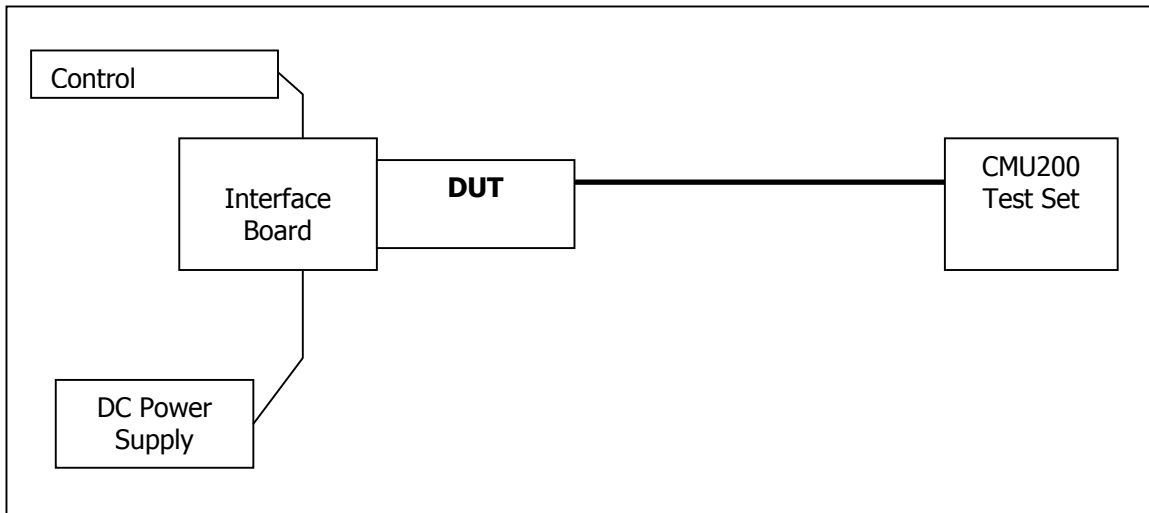 Control
Interface
Board
DUT
CMU200
Test Set
DC Power
Supply